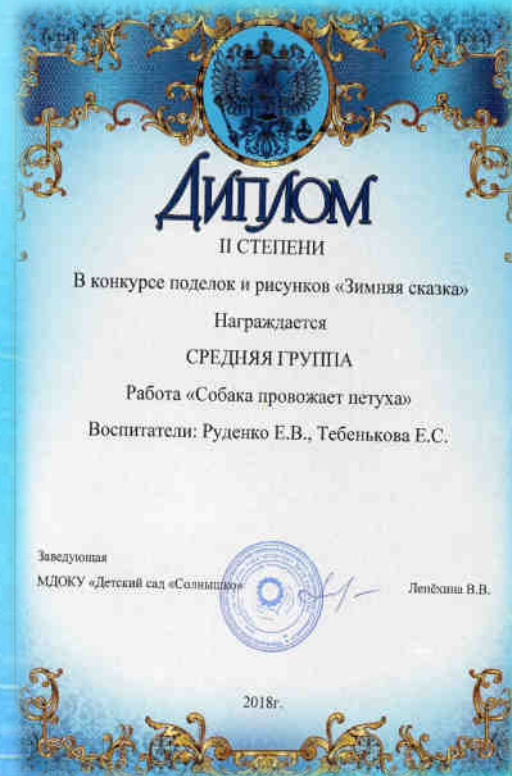 ДИПЛОМ
II СТЕПЕНИ
В конкурсе поделок и рисунков «Зимняя сказка»
Награждается
СРЕДНЯЯ ГРУППА
Работа «Собака провожает петуха»
Воспитатели: Руденко Е.В., Тебенькова Е.С.
Заведующая
МДОКУ «Детский сад «Солнышко» Лепёхина В.В.
2018г.